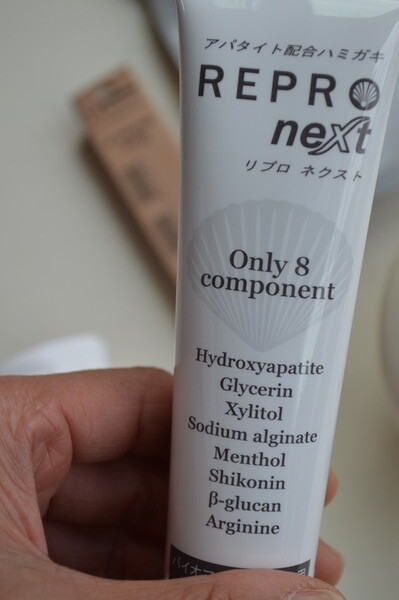 アパタイト配合ハミガキ
REPRO
next
リプロ ネクスト
Only 8
component
Hydroxyapatite
Glycerin
Xylitol
Sodium alginate
Menthol
Shikonin
β-glucan
Arginine